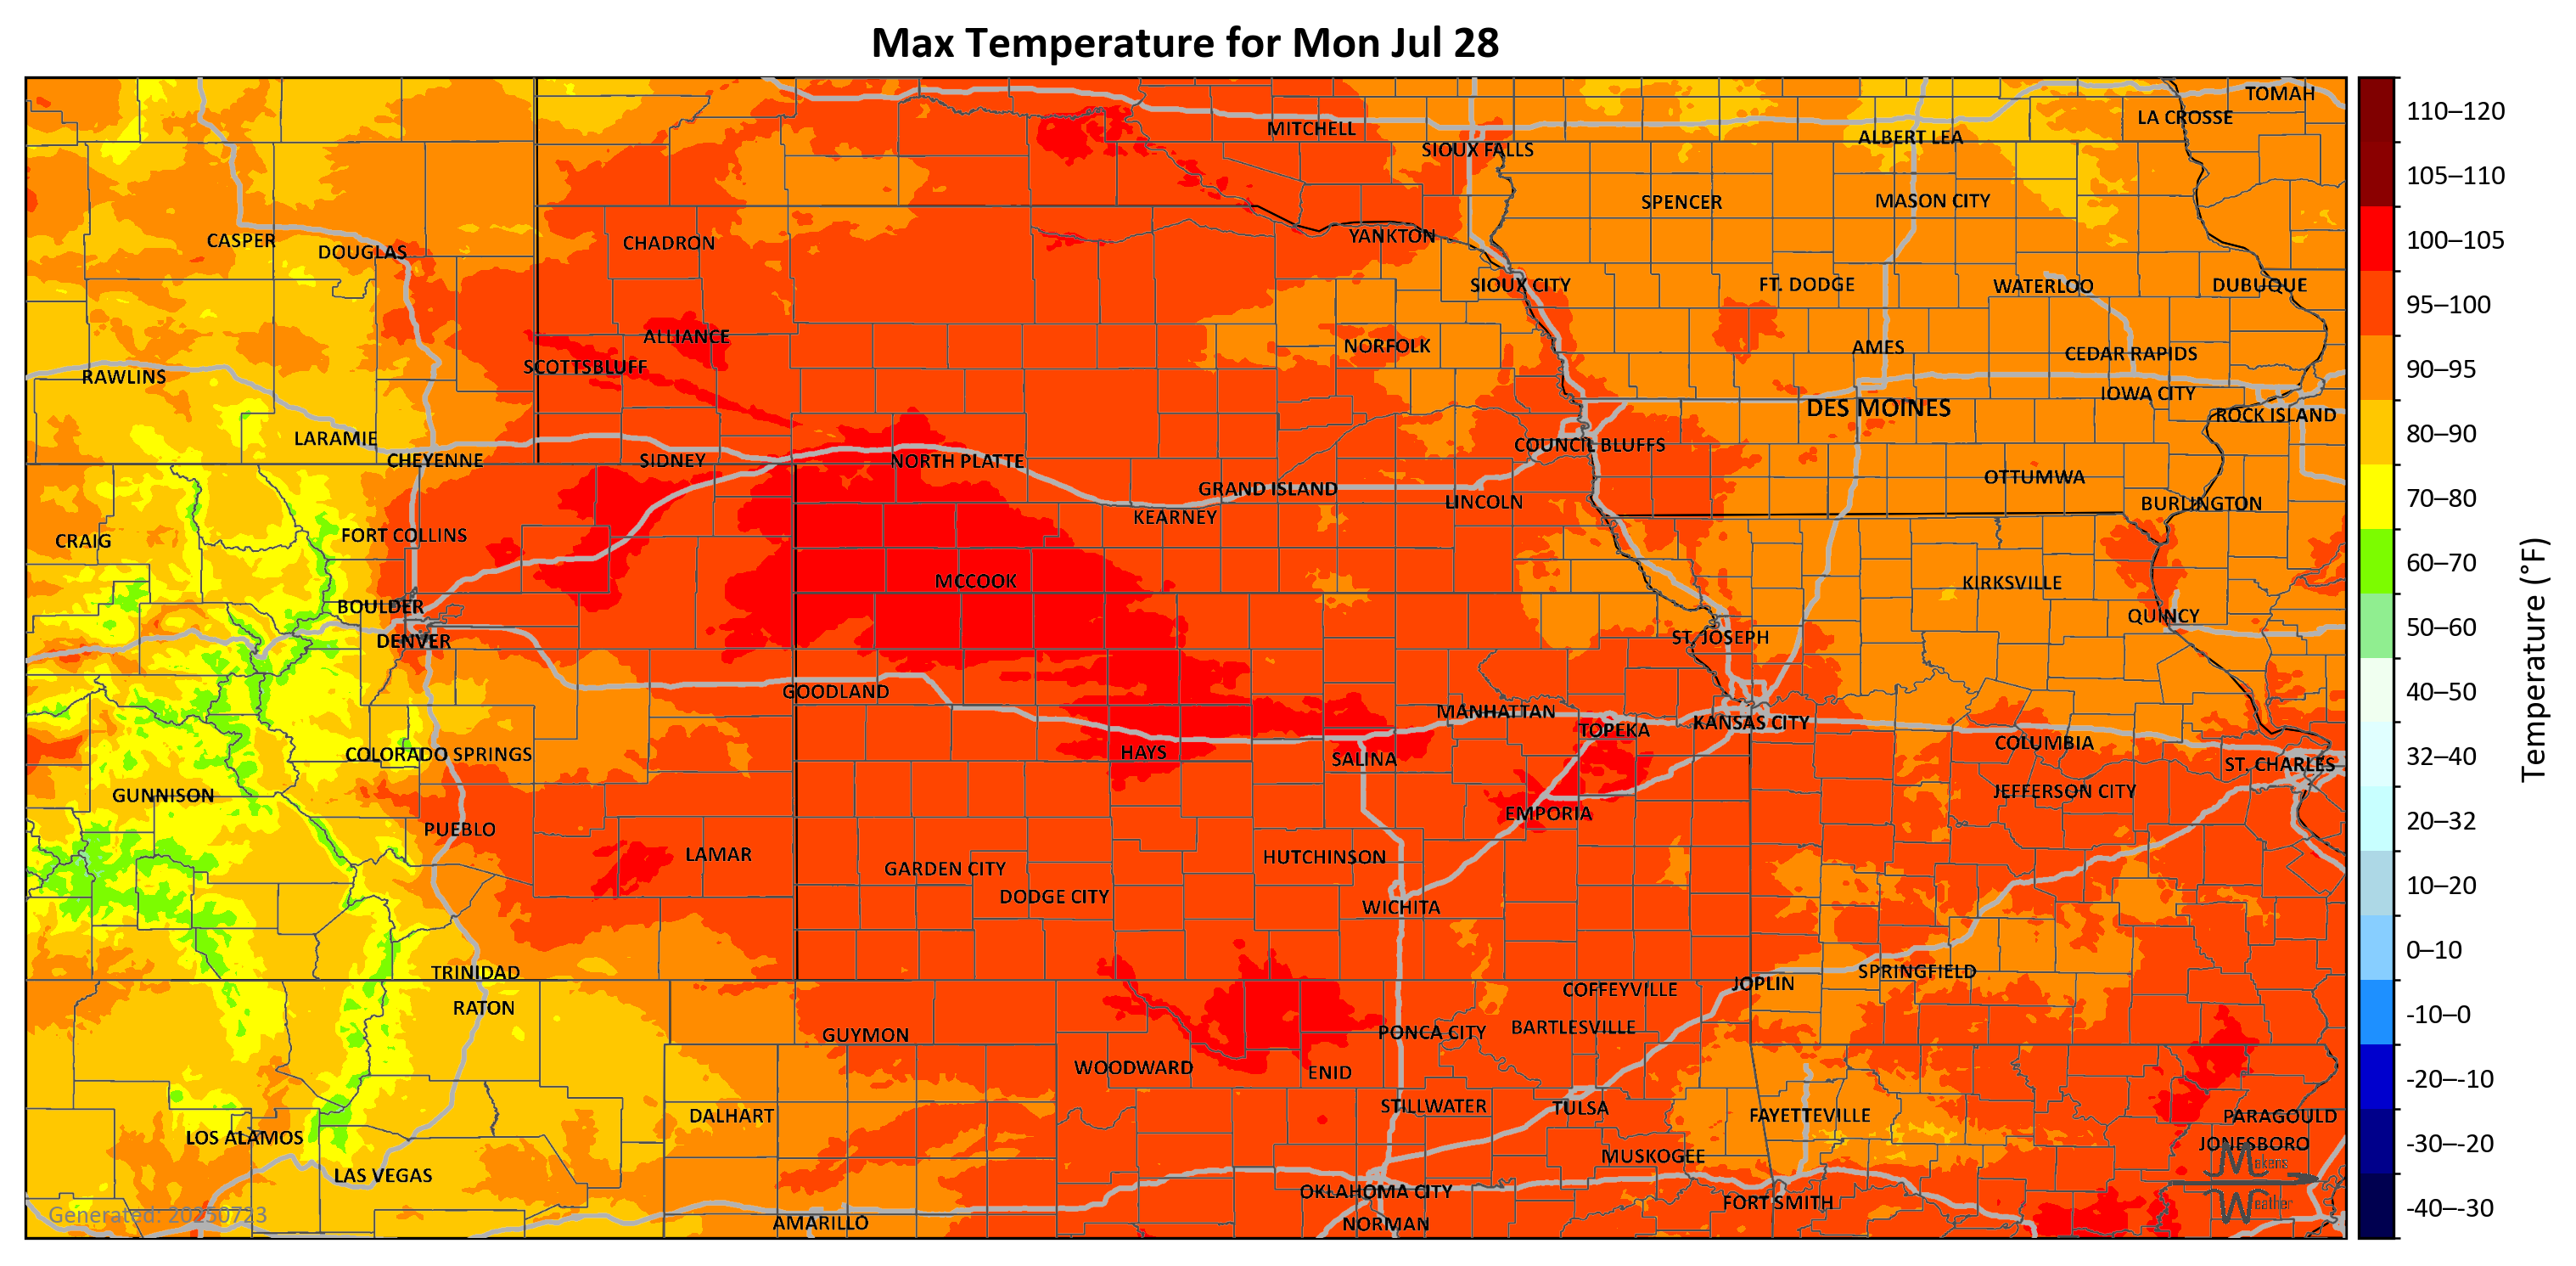 Max Temperature for Mon Jul 28
TOMAH
LA CROSSE
MITCHELL
ALBERT LEA
SIOUX FALLS
SPENCER
MASON CITY
CASPER
DOUGLAS
CHADRON
YANKTON
SIOUX CITY
FT. DODGE
WATERLOO
DUBUQUE
ALLIANCE
NORFOLK
AMES
CEDAR RAPIDS
SCOTTSBLUFF
RAWLINS
IOWA CITY
DES MOINES
ROCK ISLAND
LARAMIE
COUNCIL BLUFFS
CHEYENNE
SIDNEY
NORTH PLATTE
OTTUMWA
GRAND ISLAND
LINCOLN
BURLINGTON
KEARNEY
FORT COLLINS
CRAIG
MCCOOK
KIRKSVILLE
BOULDER
QUINCY
DENVER
ST. JOSEPH
GOODLAND
MANHATTAN
KANSAS CITY
TOPEKA
COLUMBIA
HAYS
COLORADO SPRINGS
SALINA
ST. CHARLES
GUNNISON
JEFFERSON CITY
EMPORIA
PUEBLO
LAMAR
HUTCHINSON
GARDEN CITY
DODGE CITY
WICHITA
TRINIDAD
SPRINGFIELD
JOPLIN
COFFEYVILLE
RATON
BARTLESVILLE
GUYMON
PONCA CITY
WOODWARD
ENID
STILLWATER
TULSA
DALHART
FAYETTEVILLE
PARAGOULD
LOS ALAMOS
JONESBORO
MUSKOGEE
LAS VEGAS
OKLAHOMA CITY
FORT SMITH
AMARILLO
NORMAN
Makens
Weather
Generated: 20250723
110–120
105–110
100–105
95–100
90–95
80–90
70–80
60–70
50–60
40–50
32–40
20–32
10–20
0–10
-10–0
-20–-10
-30–-20
-40–-30
Temperature (°F)